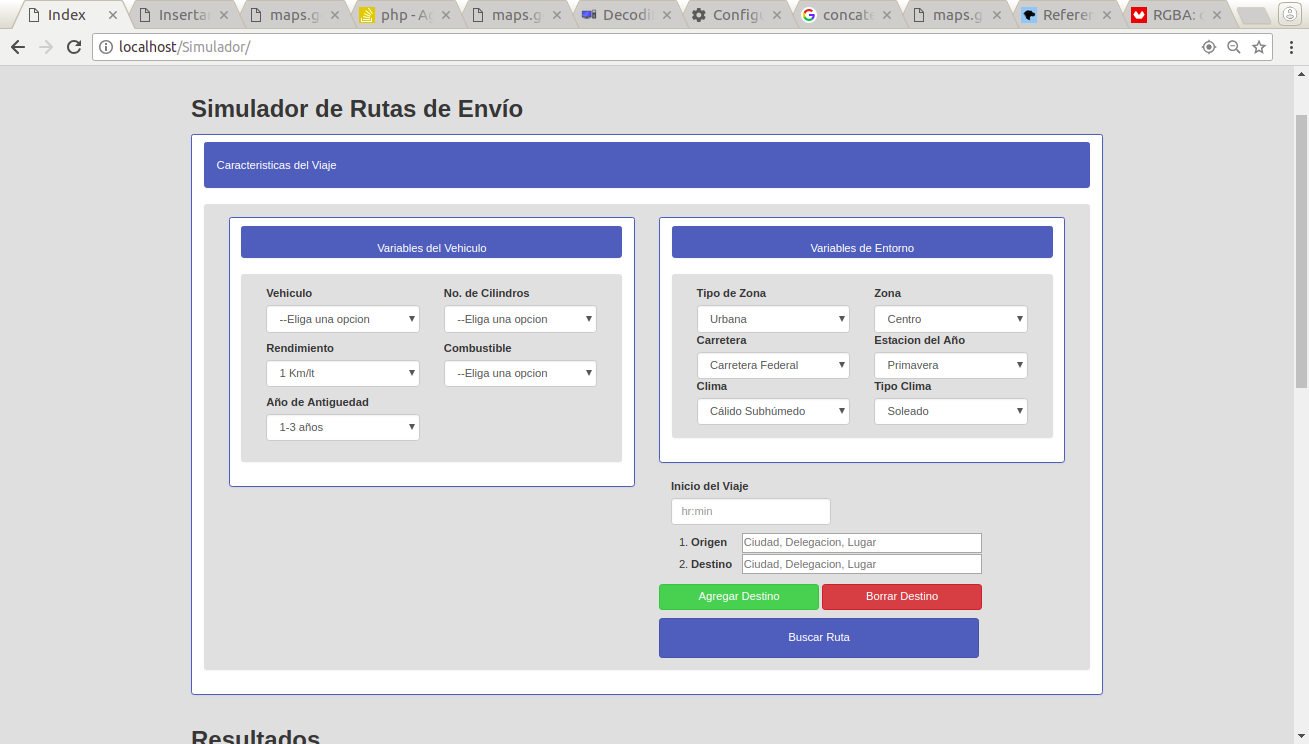 Index
Inserta
maps.g
php - Ag
maps.g
Decodi
Configu
concate
maps.g
Refere
RGBA: c
localhost/Simulador/
Simulador de Rutas de Envío
Caracteristicas del Viaje
Variables del Vehiculo
Vehiculo No. de Cilindros
--Eliga una opcion --Eliga una opcion
Rendimiento Combustible
1 Km/lt --Eliga una opcion
Año de Antiguedad
1-3 años
Variables de Entorno
Tipo de Zona Zona
Urbana Centro
Carretera Estacion del Año
Carretera Federal Primavera
Clima Tipo Clima
Cálido Subhúmedo Soleado
Inicio del Viaje
hr:min
1. Origen Ciudad, Delegacion, Lugar
2. Destino Ciudad, Delegacion, Lugar
Agregar Destino Borrar Destino
Buscar Ruta
Resultados